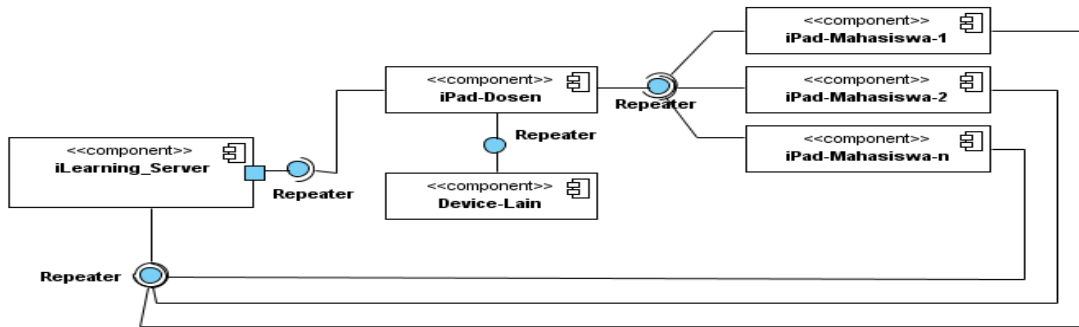 <<component>>
iPad-Mahasiswa-1
<<component>>
iPad-Dosen
Repeater
<<component>>
iPad-Mahasiswa-2
Repeater
<<component>>
iPad-Mahasiswa-n
<<component>>
iLearning_Server
Repeater
<<component>>
Device-Lain
Repeater